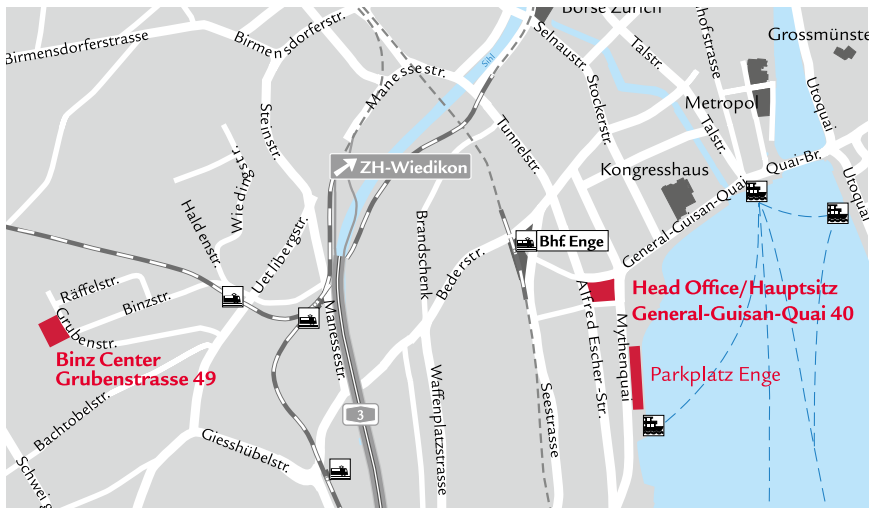 Börse Zürich
Birmensdorferstrasse
Birmensdorferstr.
Sihl
Selnaustr.
Talstr.
hofstrasse
Grossmünste
Manessestr.
Steinstr.
Stockerstr.
Metropol
Utoquai
Tunnelstr.
Talstr.
ZH-Wiedikon
Kongresshaus
Quai-Br.
Wiedingstr.
Haldenstr.
Uetlibergstr.
Brandschenk
Bederstr.
Bhf Enge
General-Guisan-Quai
Utoquai
Räffelstr.
Binzstr.
Grubenstr.
Manessestr.
Head Office/Hauptsitz
General-Guisan-Quai 40
Binz Center
Grubenstrasse 49
Alfred Escher-Str.
Mythenquai
Parkplatz Enge
Bachtobelstr.
Waffenplatzstrasse
Seestrasse
3
Giesshübelstr.
Schweig